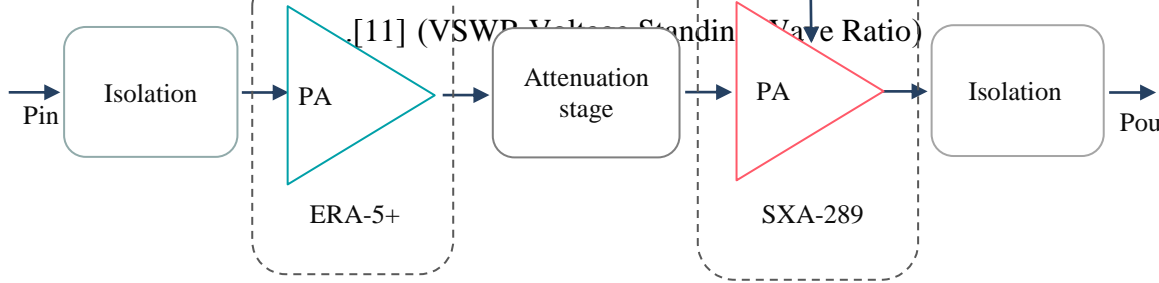 .[11] (VSWR Voltage Standing Wave Ratio)
Isolation
PA
Attenuation
stage
PA
Isolation
Pin
Pou
ERA-5+
SXA-289